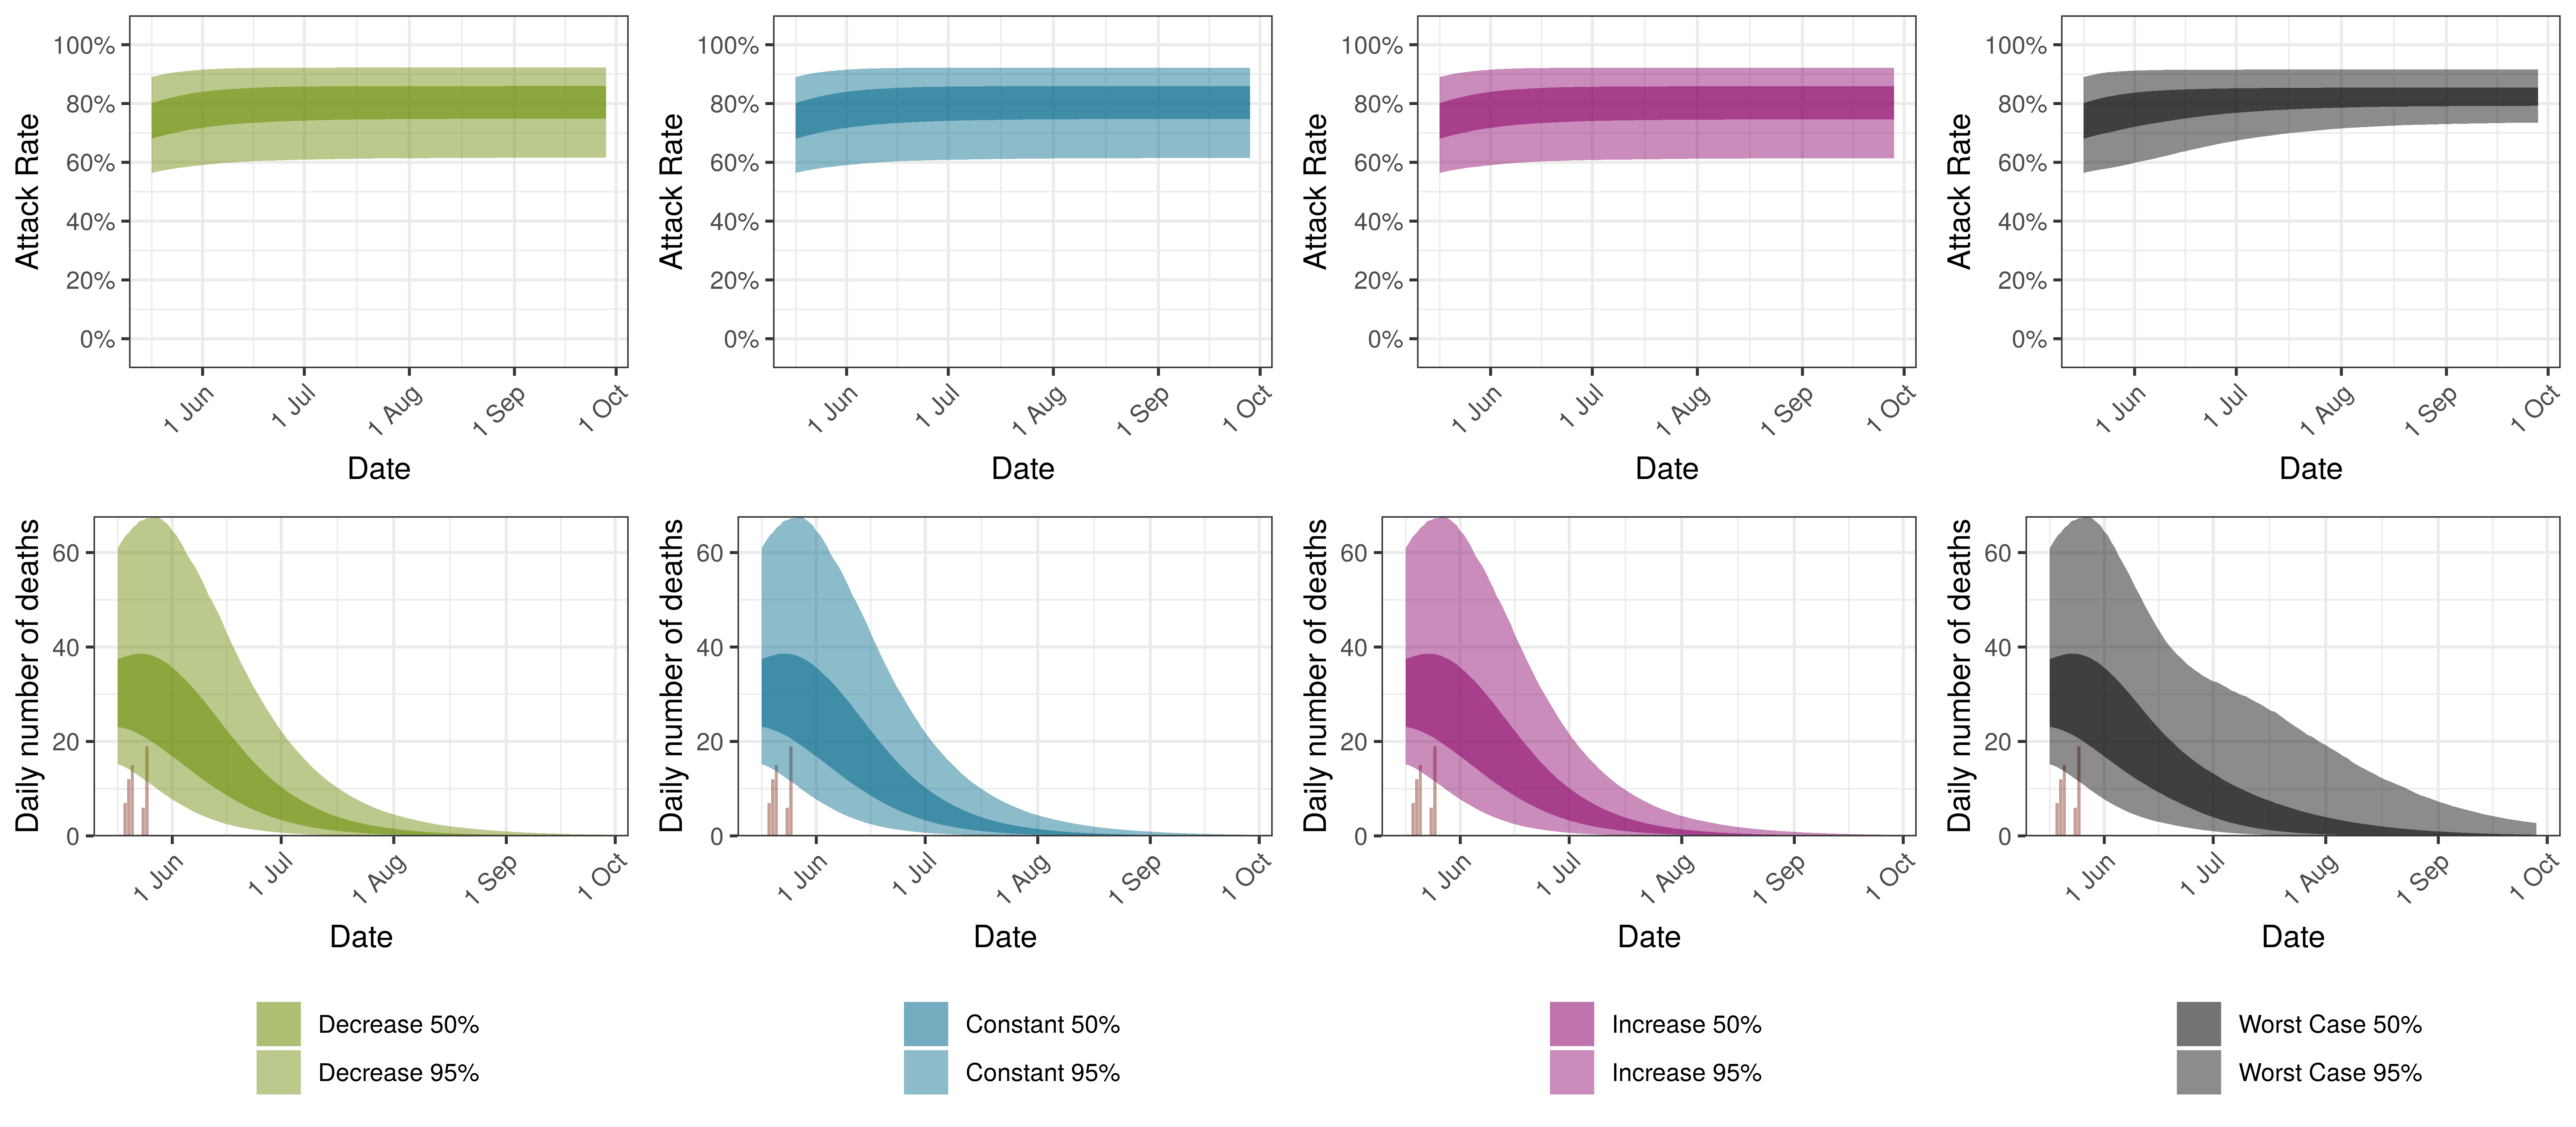 Attack Rate
100%
80%
60%
40%
20%
0%
1 Jun
1 Jul
1 Aug
1 Sep
1 Oct
Date
Attack Rate
100%
80%
60%
40%
20%
0%
1 Jun
1 Jul
1 Aug
1 Sep
1 Oct
Date
Attack Rate
100%
80%
60%
40%
20%
0%
1 Jun
1 Jul
1 Aug
1 Sep
1 Oct
Date
Attack Rate
100%
80%
60%
40%
20%
0%
1 Jun
1 Jul
1 Aug
1 Sep
1 Oct
Date
Daily number of deaths
60
40
20
0
1 Jun
1 Jul
1 Aug
1 Sep
1 Oct
Date
Daily number of deaths
60
40
20
0
1 Jun
1 Jul
1 Aug
1 Sep
1 Oct
Date
Daily number of deaths
60
40
20
0
1 Jun
1 Jul
1 Aug
1 Sep
1 Oct
Date
Daily number of deaths
60
40
20
0
1 Jun
1 Jul
1 Aug
1 Sep
1 Oct
Date
Decrease 50%
Decrease 95%
Constant 50%
Constant 95%
Increase 50%
Increase 95%
Worst Case 50%
Worst Case 95%